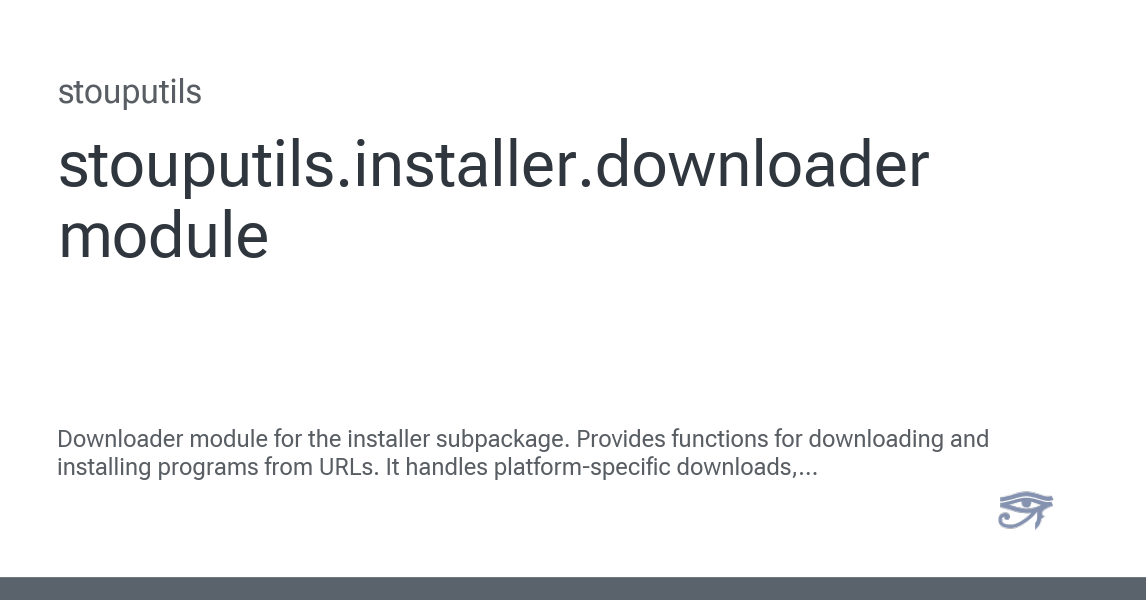 stouputils
stouputils.installer.downloader
module
Downloader module for the installer subpackage. Provides functions for downloading and
installing programs from URLs. It handles platform-specific downloads,...